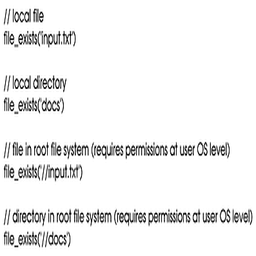 // local file
file_exists('input.txt')
// local directory
file_exists('docs')
// file in root file system (requires permissions at user OS level)
file_exists('//input.txt')
// directory in root file system (requires permissions at user OS level)
file_exists('//docs')